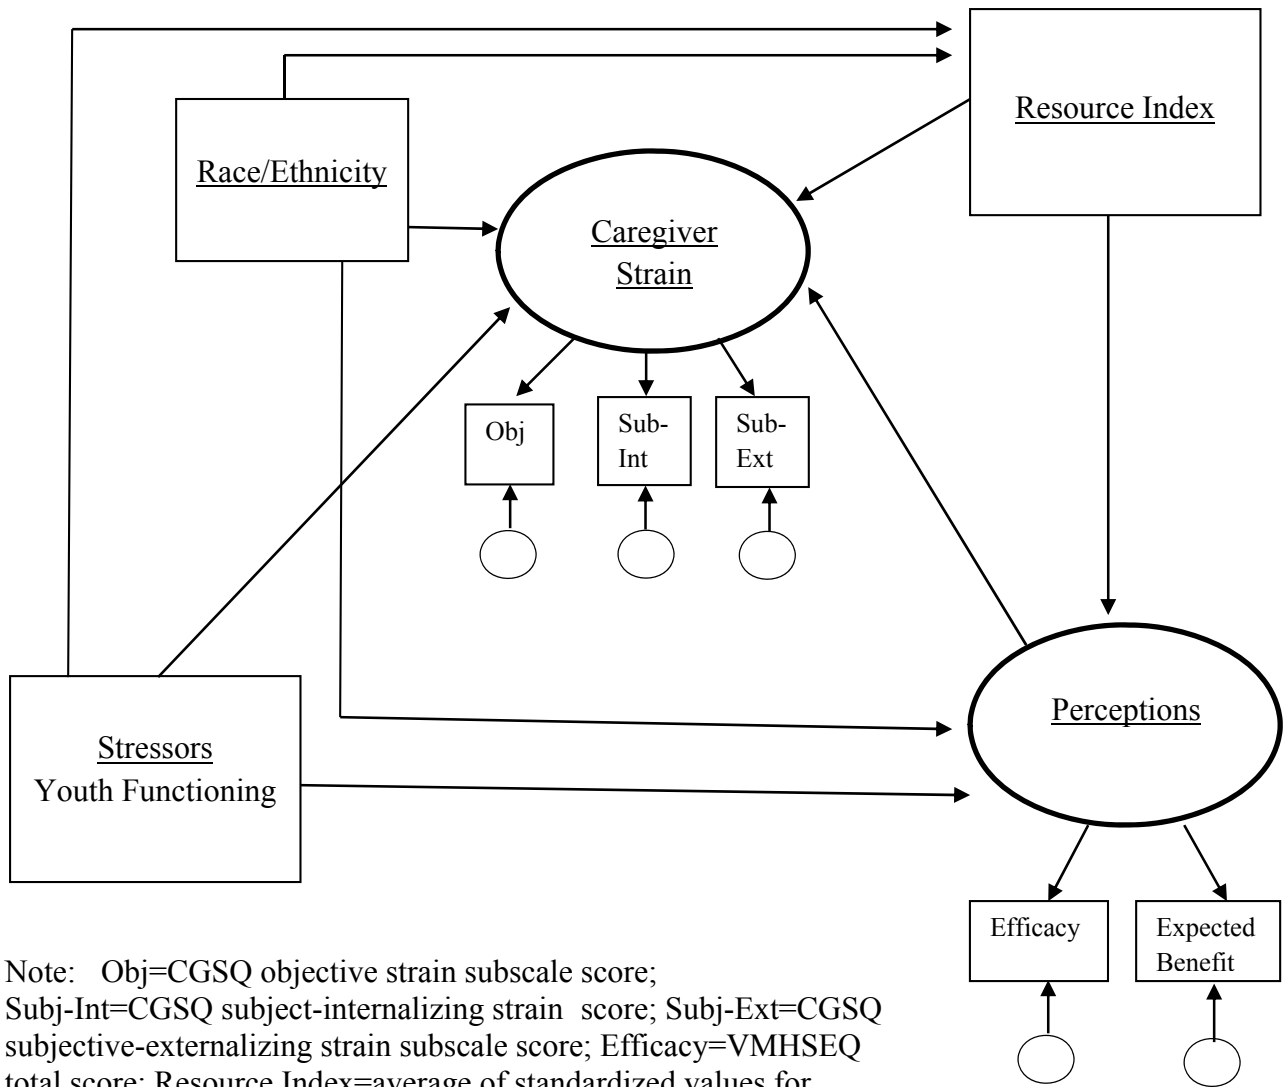 Resource Index
Race/Ethnicity
Caregiver
Strain
Obj
Sub-
Int
Sub-
Ext
Perceptions
Stressors
Youth Functioning
Efficacy
Expected
Benefit
Note: Obj=CGSQ objective strain subscale score;
Subj-Int=CGSQ subject-internalizing strain score; Subj-Ext=CGSQ
subjective-externalizing strain subscale score; Efficacy=VMHSEQ
total score; Resource Index=average of standardized values for